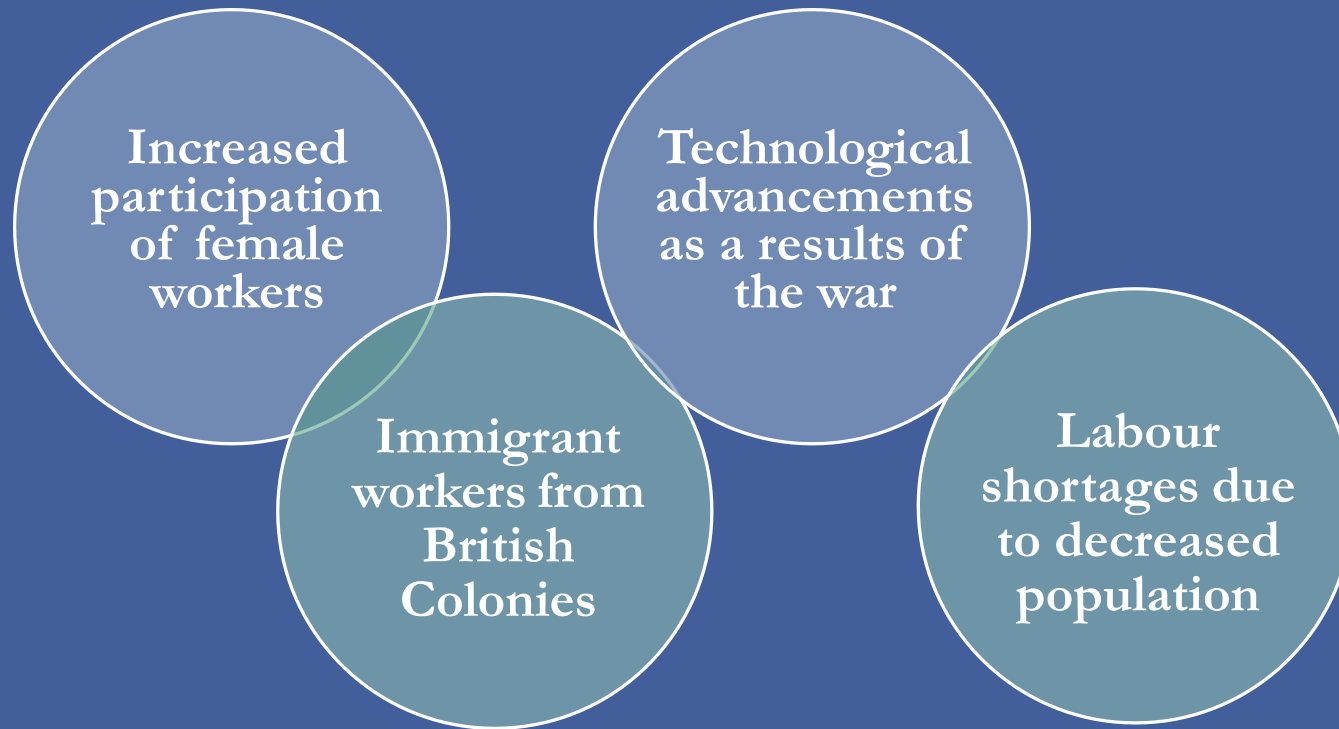 Increased
participation
of female
workers
Technological
advancements
as a results of
the war
Immigrant
workers from
British
Colonies
Labour
shortages due
to decreased
population